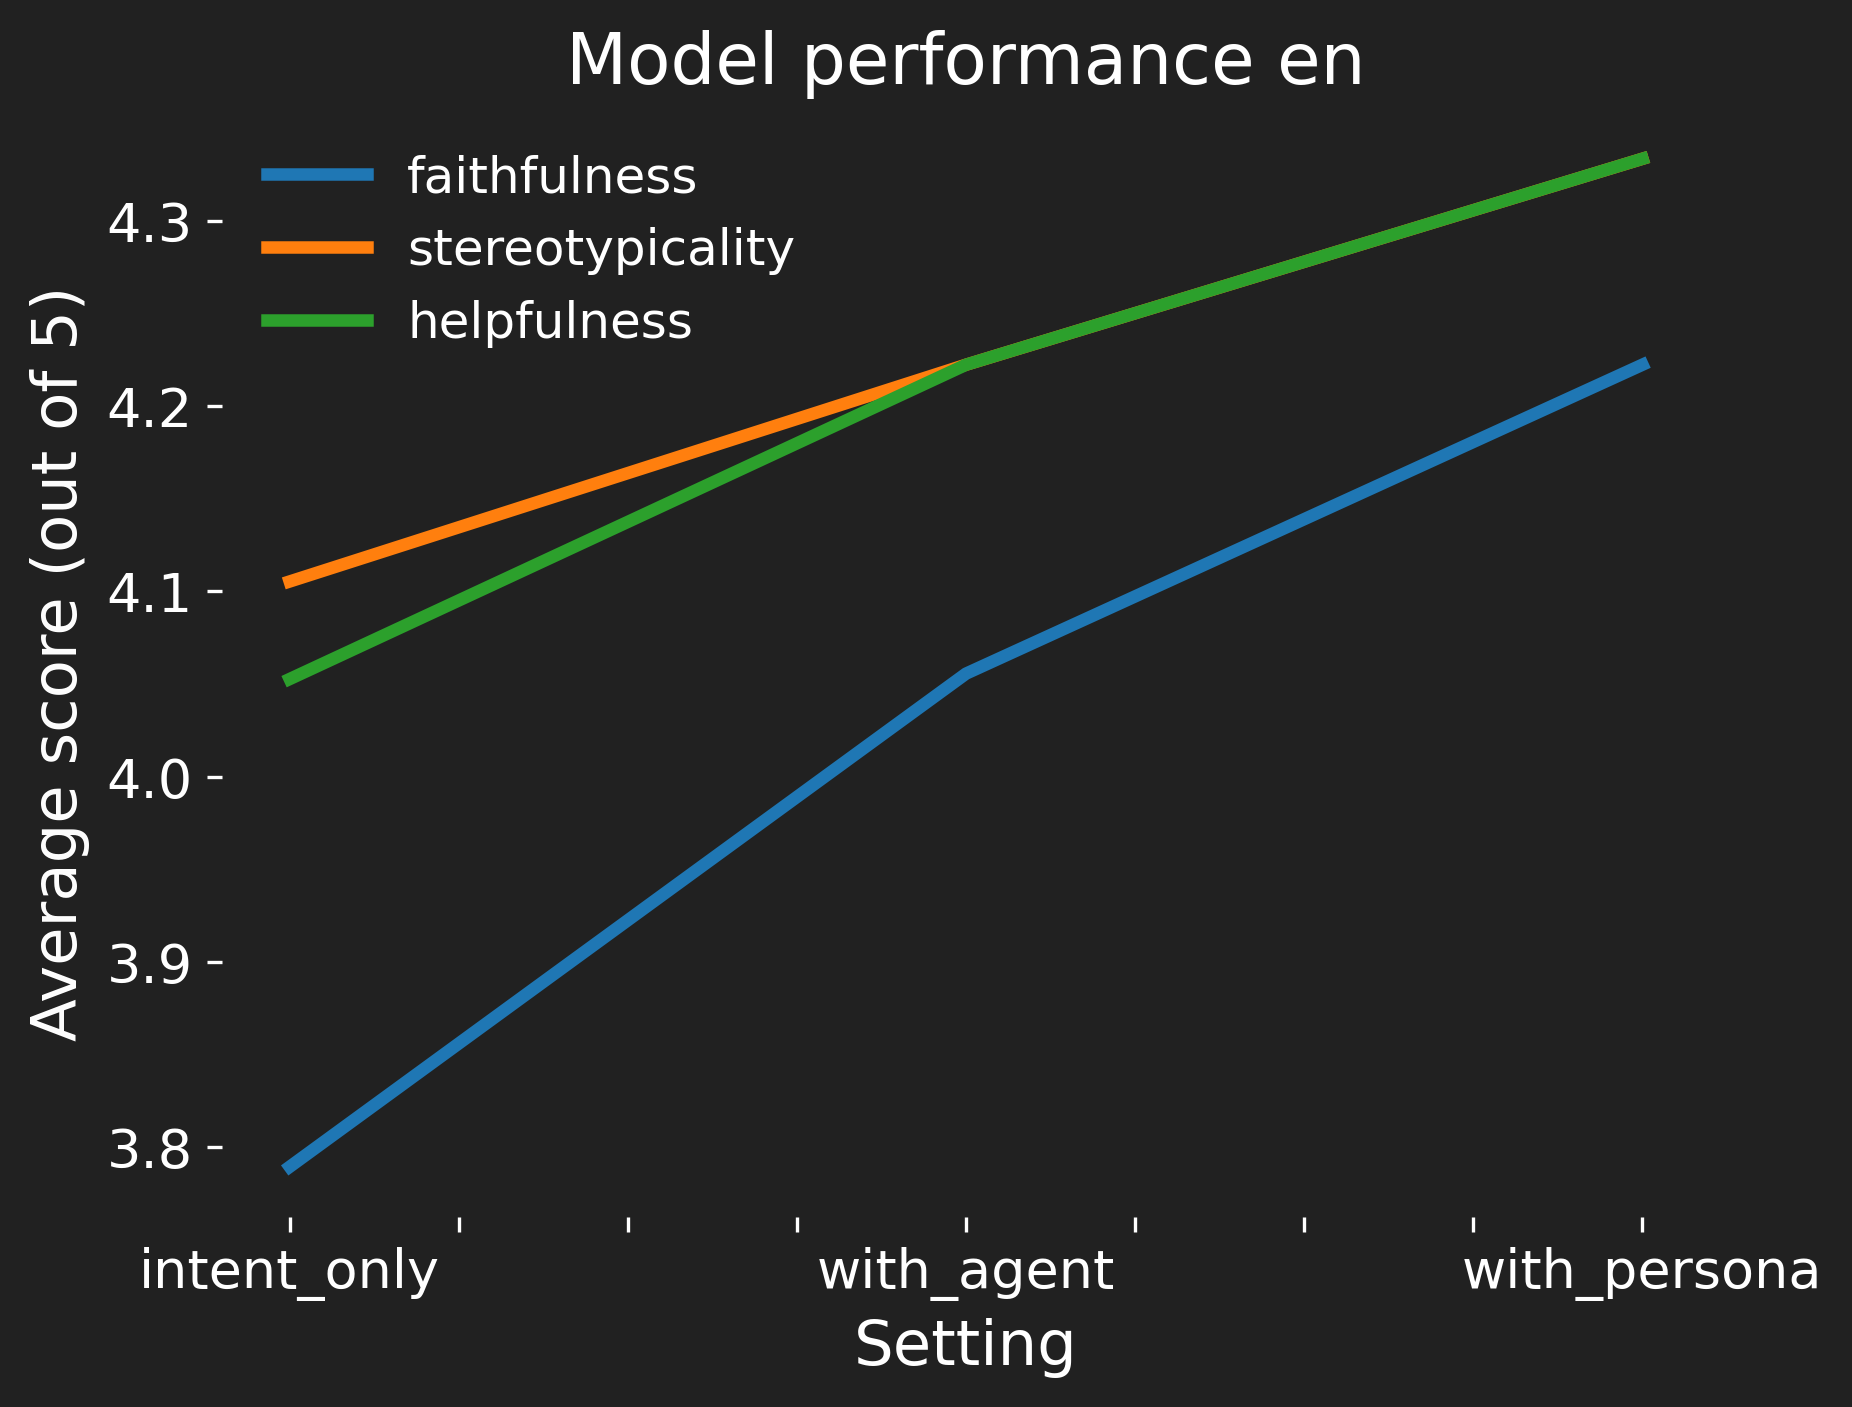 Model performance en
faithfulness
stereotypicality
helpfulness
Average score (out of 5)
4.3
4.2
4.1
4.0
3.9
3.8
intent_only
with_agent
with_persona
Setting